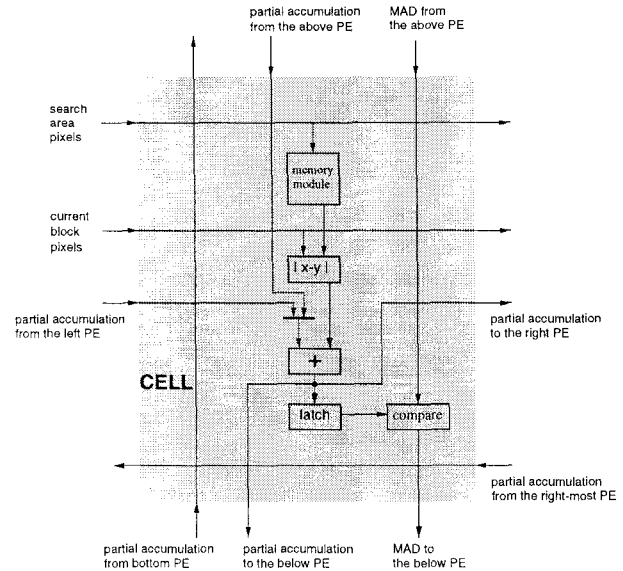 partial accumulation
from the above PE
MAD from
the above PE
search
area
pixels
memory
module
current
block
pixels
| x-y |
partial accumulation
from the left PE
partial accumulation
to the right PE
+
CELL
latch
compare
partial accumulation
from the right-most PE
partial accumulation
from bottom PE
partial accumulation
to the below PE
MAD to
the below PE